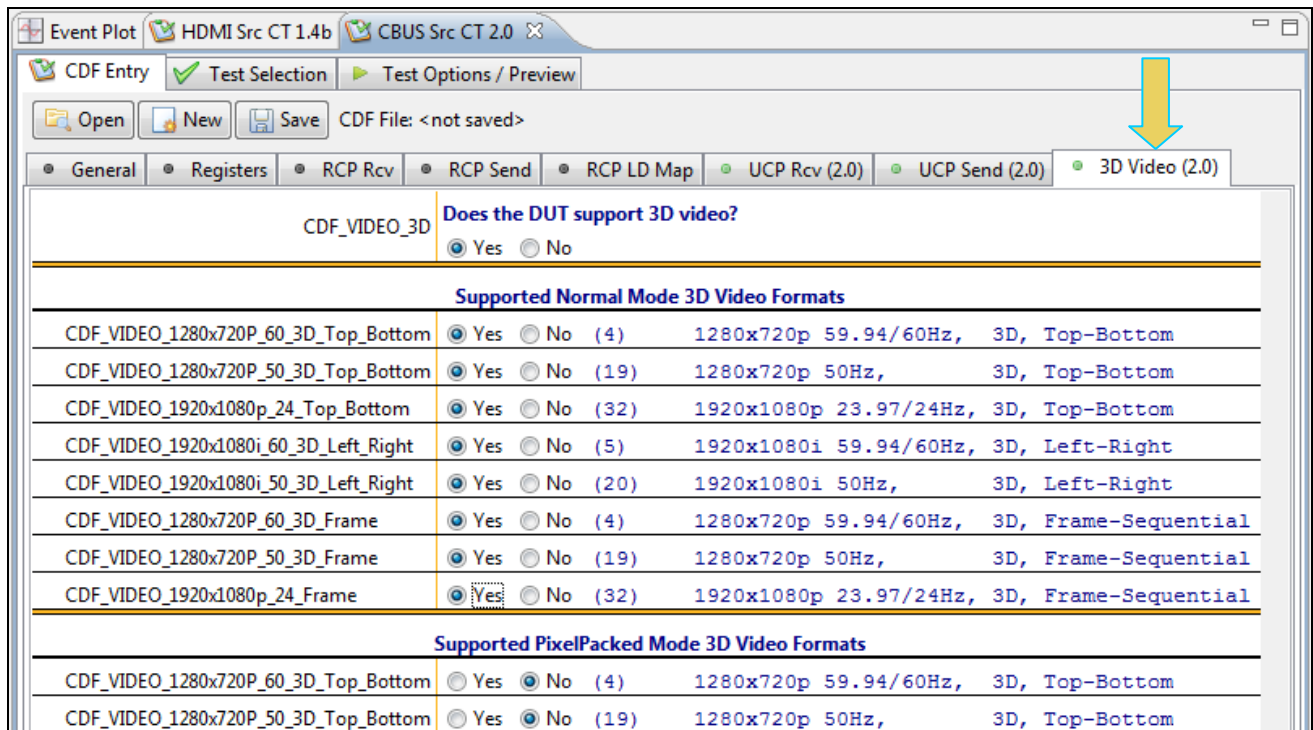 Event Plot HDMI Src CT 1.4b CBUS Src CT 2.0
CDF Entry Test Selection Test Options / Preview
Open New Save CDF File: <not saved>
General Registers RCP Rcv RCP Send RCP LD Map UCP Rcv (2.0) UCP Send (2.0) 3D Video (2.0)
CDF_VIDEO_3D Does the DUT support 3D video?
Yes No
Supported Normal Mode 3D Video Formats
CDF_VIDEO_1280x720P_60_3D_Top_Bottom Yes No (4) 1280x720p 59.94/60Hz, 3D, Top-Bottom
CDF_VIDEO_1280x720P_50_3D_Top_Bottom Yes No (19) 1280x720p 50Hz, 3D, Top-Bottom
CDF_VIDEO_1920x1080p_24_Top_Bottom Yes No (32) 1920x1080p 23.97/24Hz, 3D, Top-Bottom
CDF_VIDEO_1920x1080i_60_3D_Left_Right Yes No (5) 1920x1080i 59.94/60Hz, 3D, Left-Right
CDF_VIDEO_1920x1080i_50_3D_Left_Right Yes No (20) 1920x1080i 50Hz, 3D, Left-Right
CDF_VIDEO_1280x720P_60_3D_Frame Yes No (4) 1280x720p 59.94/60Hz, 3D, Frame-Sequential
CDF_VIDEO_1280x720P_50_3D_Frame Yes No (19) 1280x720p 50Hz, 3D, Frame-Sequential
CDF_VIDEO_1920x1080p_24_Frame Yes No (32) 1920x1080p 23.97/24Hz, 3D, Frame-Sequential
Supported PixelPacked Mode 3D Video Formats
CDF_VIDEO_1280x720P_60_3D_Top_Bottom Yes No (4) 1280x720p 59.94/60Hz, 3D, Top-Bottom
CDF_VIDEO_1280x720P_50_3D_Top_Bottom Yes No (19) 1280x720p 50Hz, 3D, Top-Bottom